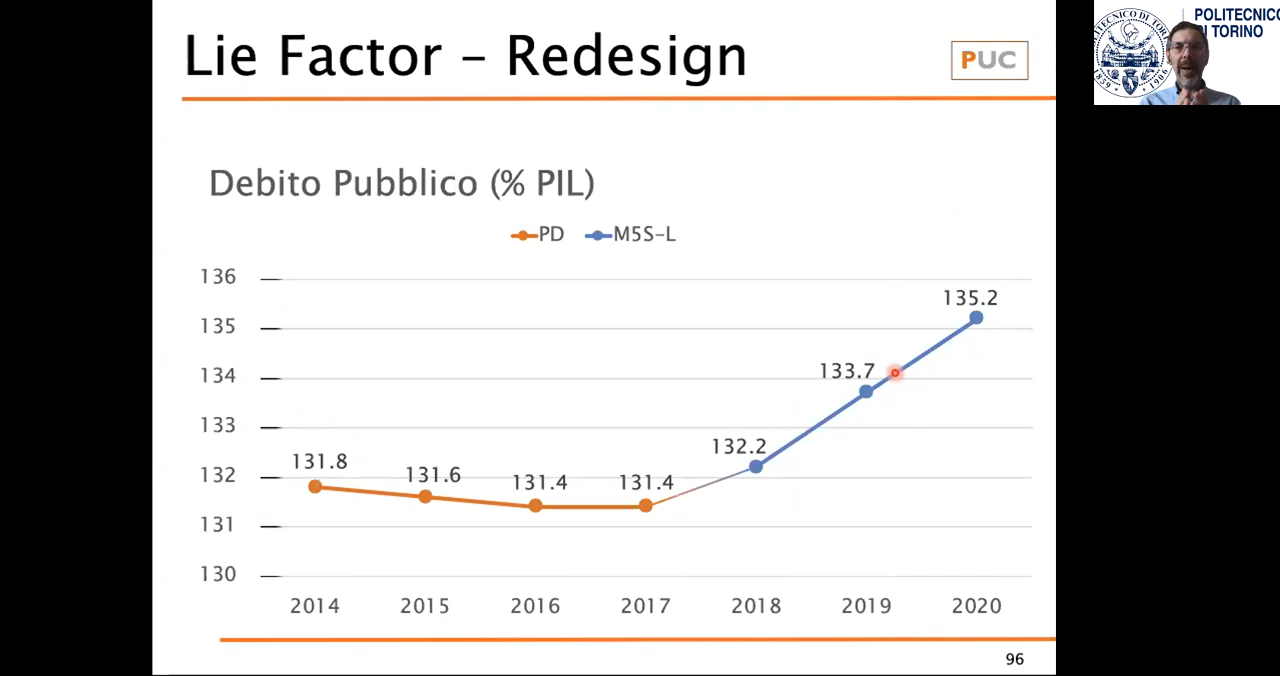 Lie Factor – Redesign
PUC
POLITECNICO
DI TORINO
1859
1906
Debito Pubblico (% PIL)
PD M5S-L
136
135
134
133
132
131
130
131.8
131.6
131.4
131.4
132.2
133.7
135.2
2014 2015 2016 2017 2018 2019 2020
96